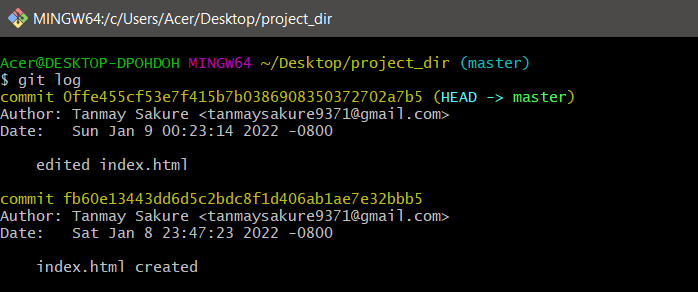 MINGW64:/c/Users/Acer/Desktop/project_dir
Acer@DESKTOP-DPOHDOH MINGW64 ~/Desktop/project_dir (master)
$ git log
commit 0ffe455cf53e7f415b7b0386908350372702a7b5 (HEAD -> master)
Author: Tanmay Sakure <tanmaysakure9371@gmail.com>
Date:   Sun Jan 9 00:23:14 2022 -0800
    edited index.html
commit fb60e13443dd6d5c2bdc8f1d406ab1ae7e32bbb5
Author: Tanmay Sakure <tanmaysakure9371@gmail.com>
Date:   Sat Jan 8 23:47:23 2022 -0800
    index.html created